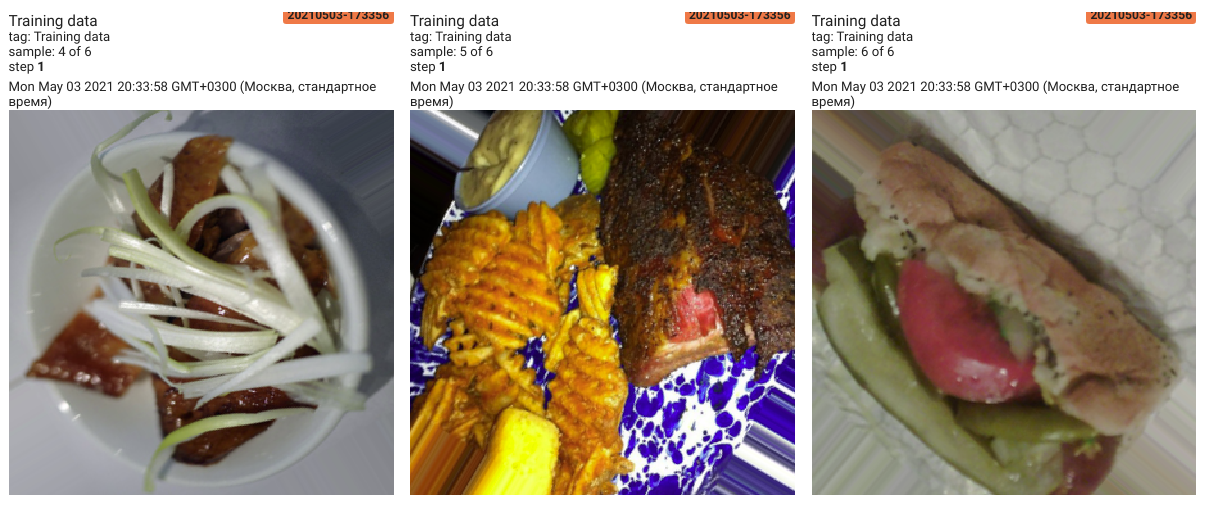 Training data
20210503-173356
tag: Training data
sample: 4 of 6
step 1
Mon May 03 2021 20:33:58 GMT+0300 (Москва, стандартное
время)
Training data
20210503-173356
tag: Training data
sample: 5 of 6
step 1
Mon May 03 2021 20:33:58 GMT+0300 (Москва, стандартное
время)
Training data
20210503-173356
tag: Training data
sample: 6 of 6
step 1
Mon May 03 2021 20:33:58 GMT+0300 (Москва, стандартное
время)